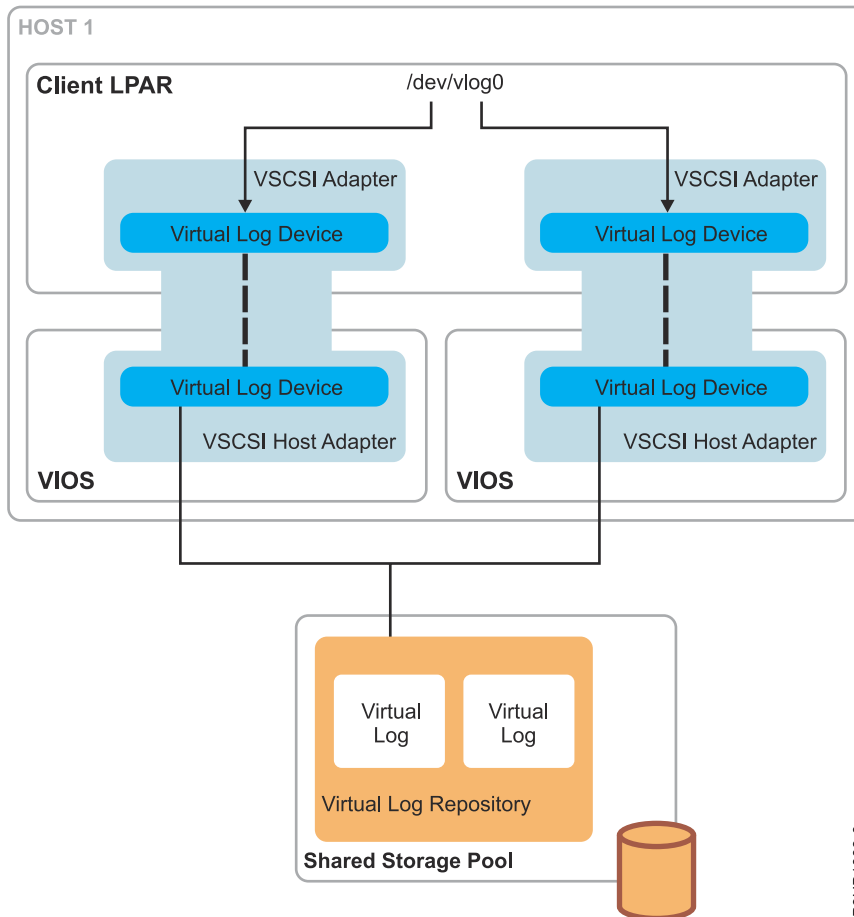 HOST 1
Client LPAR
/dev/vlog0
VSCSI Adapter
VSCSI Adapter
Virtual Log Device
Virtual Log Device
Virtual Log Device
Virtual Log Device
VSCSI Host Adapter
VSCSI Host Adapter
VIOS
VIOS
Virtual
Log
Virtual
Log
Virtual Log Repository
Shared Storage Pool